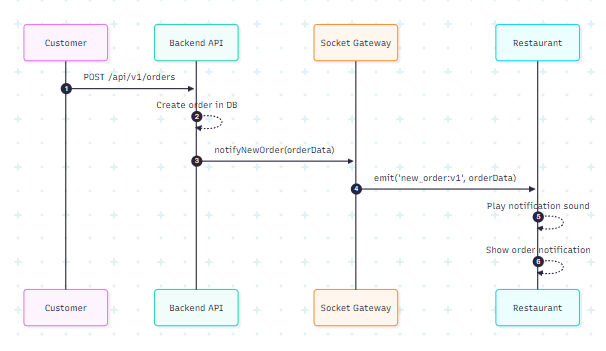 Customer
Backend API
Socket Gateway
Restaurant
POST /api/v1/orders
1
Create order in DB
2
notifyNewOrder(orderData)
3
emit('new_order:v1', orderData)
4
Play notification sound
5
Show order notification
6
Customer
Backend API
Socket Gateway
Restaurant